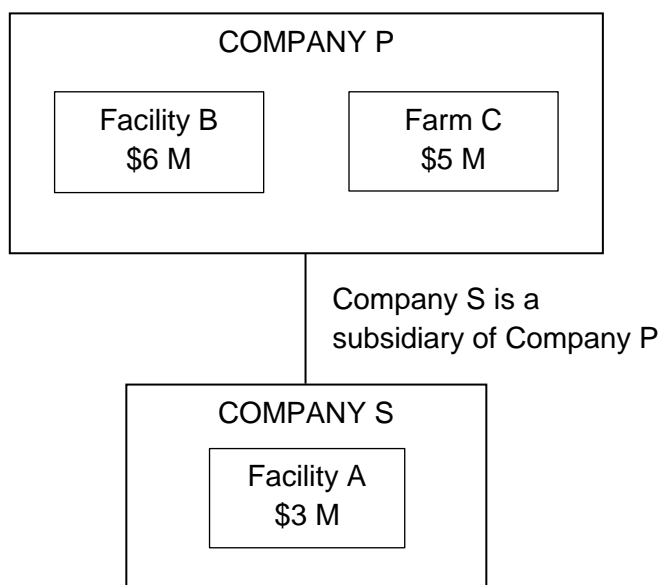 COMPANY P
Facility B
$6 M
Farm C
$5 M
Company S is a
subsidiary of Company P
COMPANY S
Facility A
$3 M